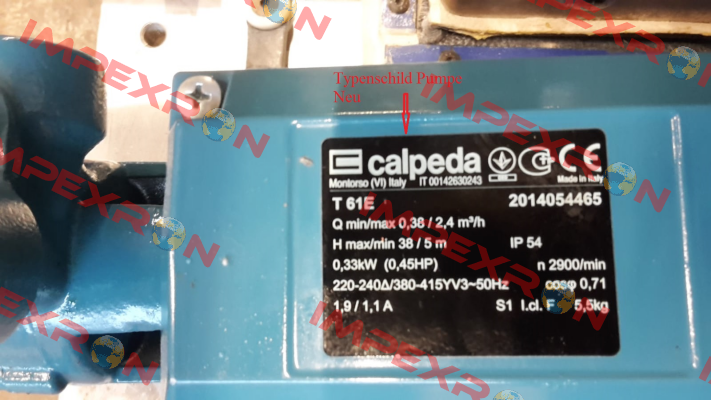 Typenschild Pumpe
Neu
calpeda
Montorso (VI) Italy IT 00142630243
Made in Italy
T 61E 2014054465
Q min/max 0,38 / 2,4 m³/h
H max/min 38 / 5 m IP 54
0,33kW (0,45HP) n 2900/min
220-240Δ/380-415YV3~50Hz cosφ 0,71
1,9 / 1,1 A S1 I.cl. F 5,5kg
IMPEXRON
IMPEXRON
IMPEXRON
IMPEXRON
IMPEXRON